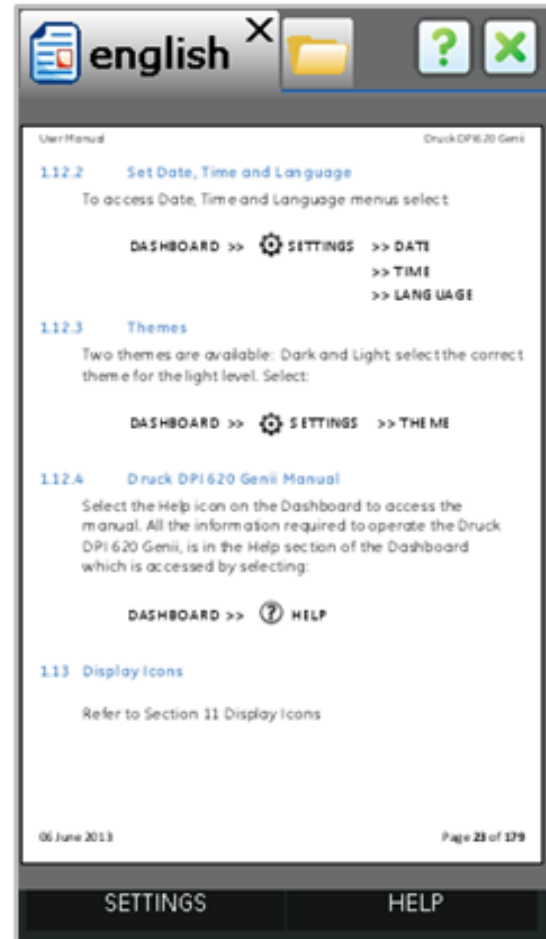 english
User Manual Druck DPI 620 Genii
1.12.2 Set Date, Time and Language
To access Date, Time and Language menus select
DASHBOARD >> SETTINGS >> DATE
>> TIME
>> LANGUAGE
1.12.3 Themes
Two themes are available: Dark and Light, select the correct
theme for the light level. Select:
DASHBOARD >> SETTINGS >> THEME
1.12.4 Druck DPI 620 Genii Manual
Select the Help icon on the Dashboard to access the
manual. All the information required to operate the Druck
DPI 620 Genii, is in the Help section of the Dashboard
which is accessed by selecting:
DASHBOARD >> ? HELP
1.13 Display Icons
Refer to Section 11 Display Icons
06 June 2013 Page 23 of 179
SETTINGS HELP